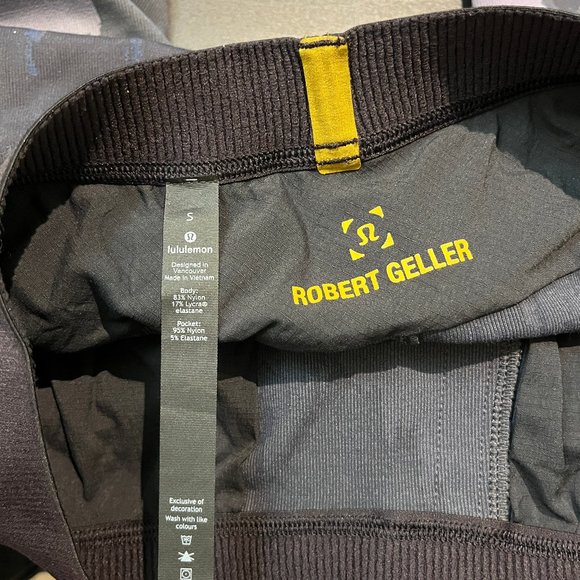 S
lululemon
Designed in
Vancouver
Made in Vietnam
Body:
83% Nylon
17% Lycra®
elastane
Pocket:
95% Nylon
5% Elastane
Exclusive of
decoration
Wash with like
colours
ROBERT GELLER